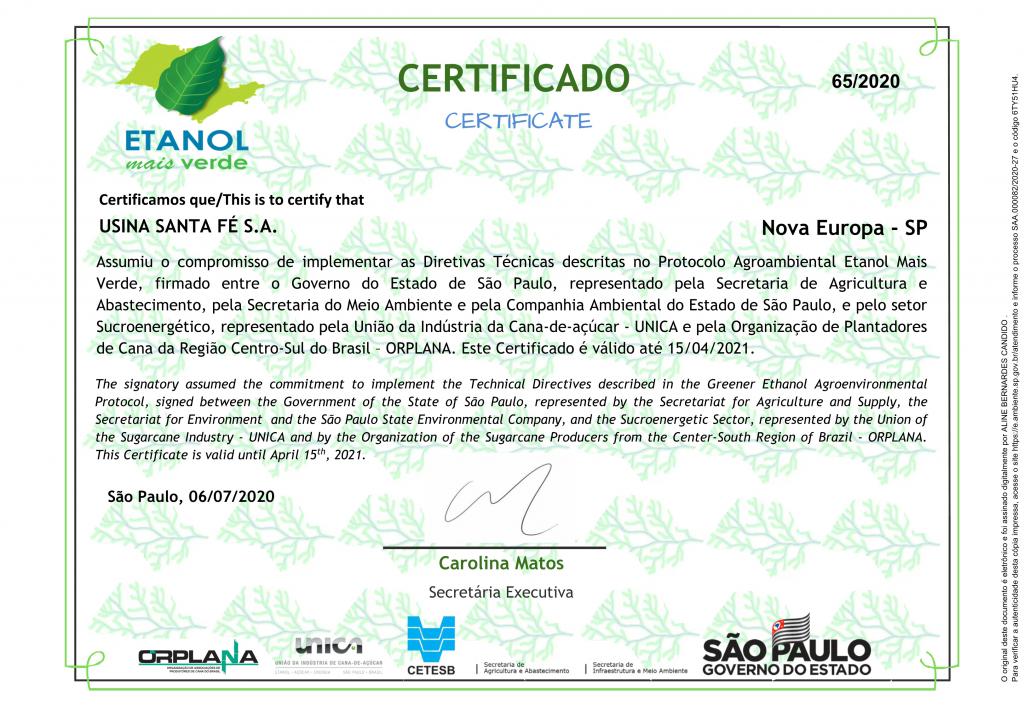 CERTIFICADO
65/2020
CERTIFICATE
ETANOL
mais verde
Certificamos que/This is to certify that
USINA SANTA FÉ S.A.
Nova Europa - SP
Assumiu o compromisso de implementar as Diretivas Técnicas descritas no Protocolo Agroambiental Etanol Mais
Verde, firmado entre o Governo do Estado de São Paulo, representado pela Secretaria de Agricultura e
Abastecimento, pela Secretaria do Meio Ambiente e pela Companhia Ambiental do Estado de São Paulo, e pelo setor
Sucroenergético, representado pela União da Indústria da Cana-de-açúcar - UNICA e pela Organização de Plantadores
de Cana da Região Centro-Sul do Brasil – ORPLANA. Este Certificado é válido até 15/04/2021.
The signatory assumed the commitment to implement the Technical Directives described in the Greener Ethanol Agroenvironmental
Protocol, signed between the Government of the State of São Paulo, represented by the Secretariat for Agriculture and Supply, the
Secretariat for Environment and the São Paulo State Environmental Company, and the Sucroenergetic Sector, represented by the Union of
the Sugarcane Industry - UNICA and by the Organization of the Sugarcane Producers from the Center-South Region of Brazil - ORPLANA.
This Certificate is valid until April 15th, 2021.
São Paulo, 06/07/2020
Carolina Matos
Secretária Executiva
ORPLANA
ORGANIZAÇÃO DE ASSOCIAÇÕES DE
PRODUTORES DE CANA DO BRASIL
unica
UNIÃO DA INDÚSTRIA DE CANA-DE-AÇÚCAR
ETANOL - AÇÚCAR - ENERGIA SÃO PAULO - BRASIL
CETESB
Secretaria de
Agricultura e Abastecimento
Secretaria de
Infraestrutura e Meio Ambiente
SÃO PAULO
GOVERNO DO ESTADO
O original deste documento é eletrônico e foi assinado digitalmente por ALINE BERNARDES CANDIDO .
Para verificar a autenticidade desta cópia impressa, acesse o site https://e.ambiente.sp.gov.br/atendimento e informe o processo SAA.000082/2020-27 e o código 6TY51HU4.